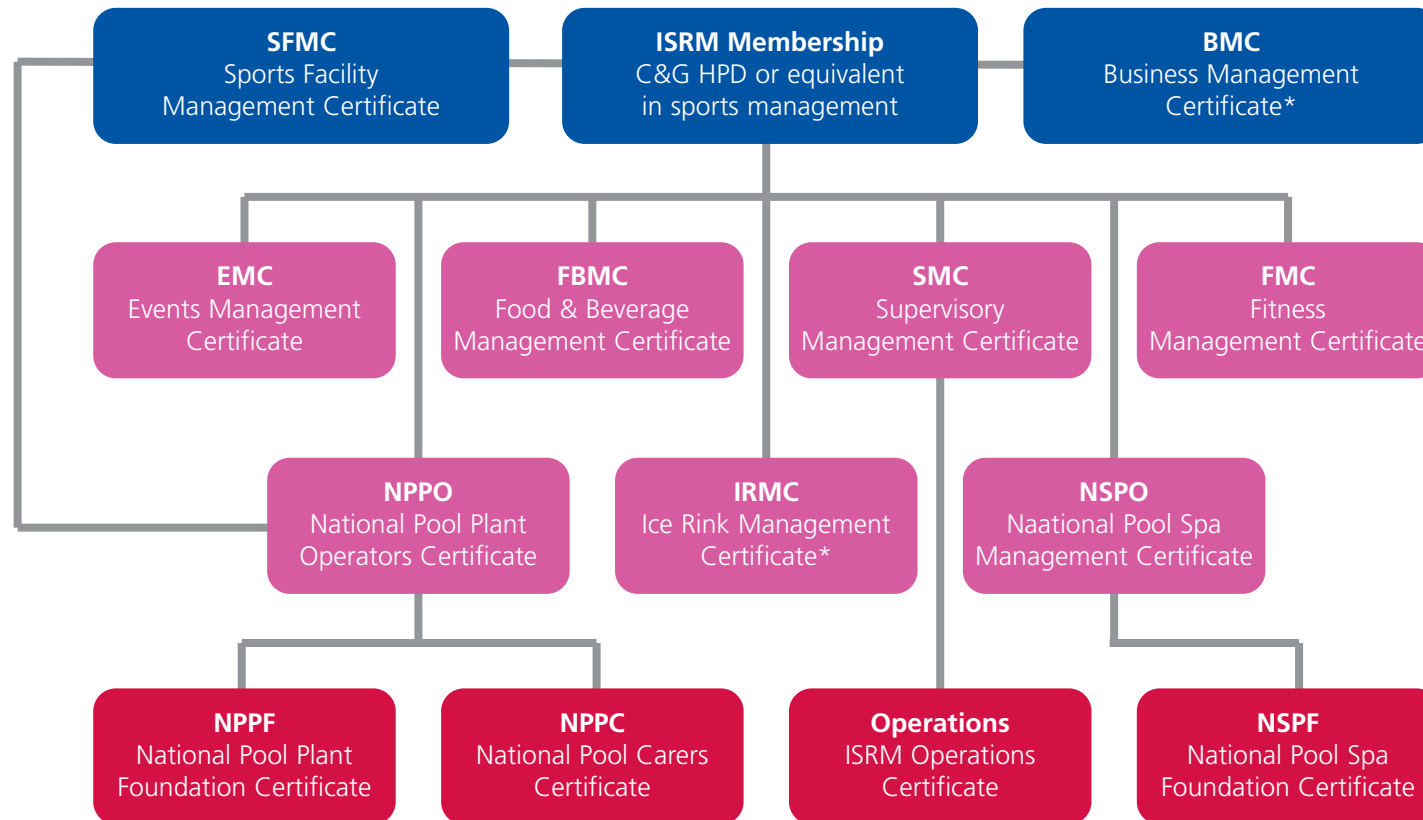 SFMC
Sports Facility
Management Certificate
ISRM Membership
C&G HPD or equivalent
in sports management
BMC
Business Management
Certificate*
EMC
Events Management
Certificate
FBMC
Food & Beverage
Management Certificate
SMC
Supervisory
Management Certificate
FMC
Fitness
Management Certificate
NPPO
National Pool Plant
Operators Certificate
IRMC
Ice Rink Management
Certificate*
NSPO
Naational Pool Spa
Management Certificate
NPPF
National Pool Plant
Foundation Certificate
NPPC
National Pool Carers
Certificate
Operations
ISRM Operations
Certificate
NSPF
National Pool Spa
Foundation Certificate